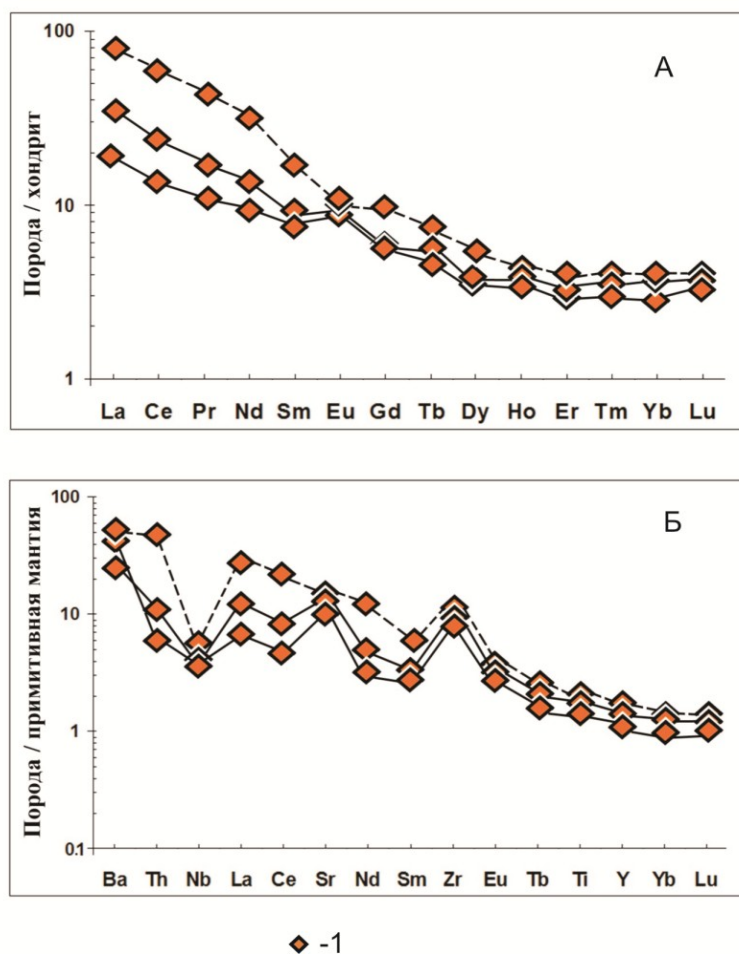 100
А
10
1
Порода / хондрит
La Ce Pr Nd Sm Eu Gd Tb Dy Ho Er Tm Yb Lu
100
Б
10
1
0.1
Порода / примитивная мантия
Ba Th Nb La Ce Sr Nd Sm Zr Eu Tb Ti Y Yb Lu
-1